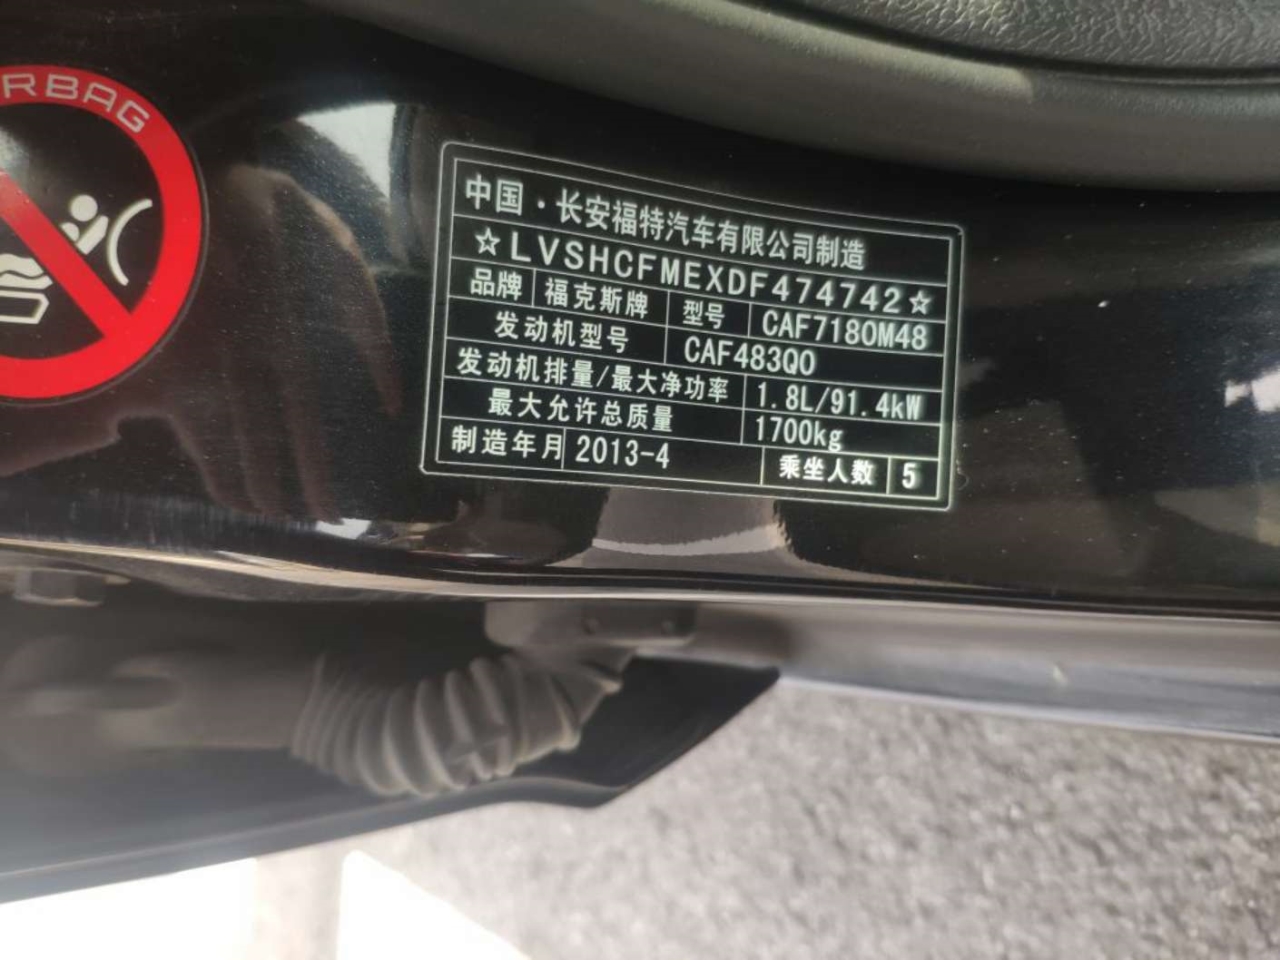 RBAG
中国·长安福特汽车有限公司制造
☆LVSHCFMEXDF474742☆
品牌 福克斯牌 型号 CAF7180M48
发动机型号 CAF483Q0
发动机排量/最大净功率 1.8L/91.4kW
最大允许总质量 1700kg
制造年月 2013-4 乘坐人数 5